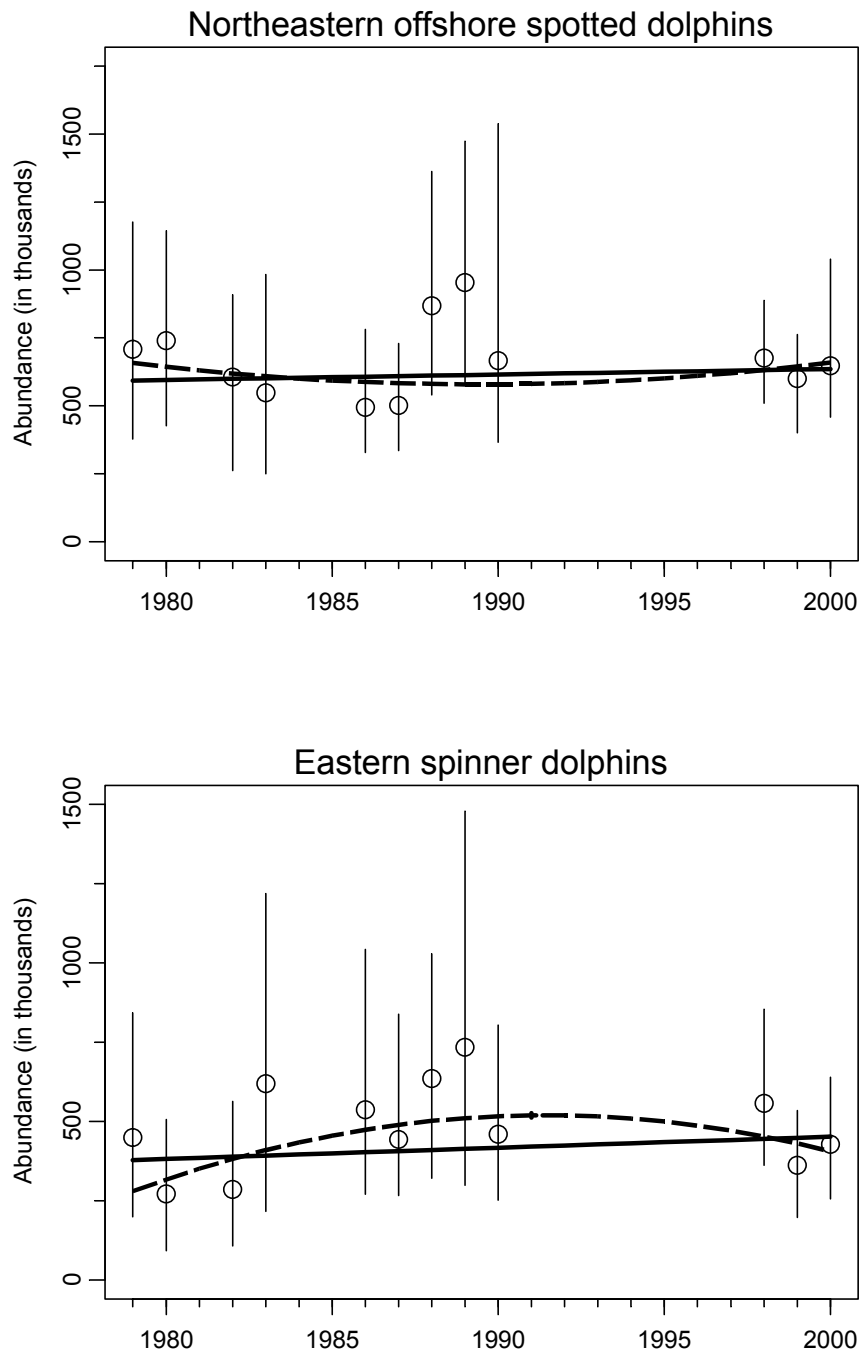 Northeastern offshore spotted dolphins
Abundance (in thousands)
1500
1000
500
0
1980 1985 1990 1995 2000
Eastern spinner dolphins
Abundance (in thousands)
1500
1000
500
0
1980 1985 1990 1995 2000